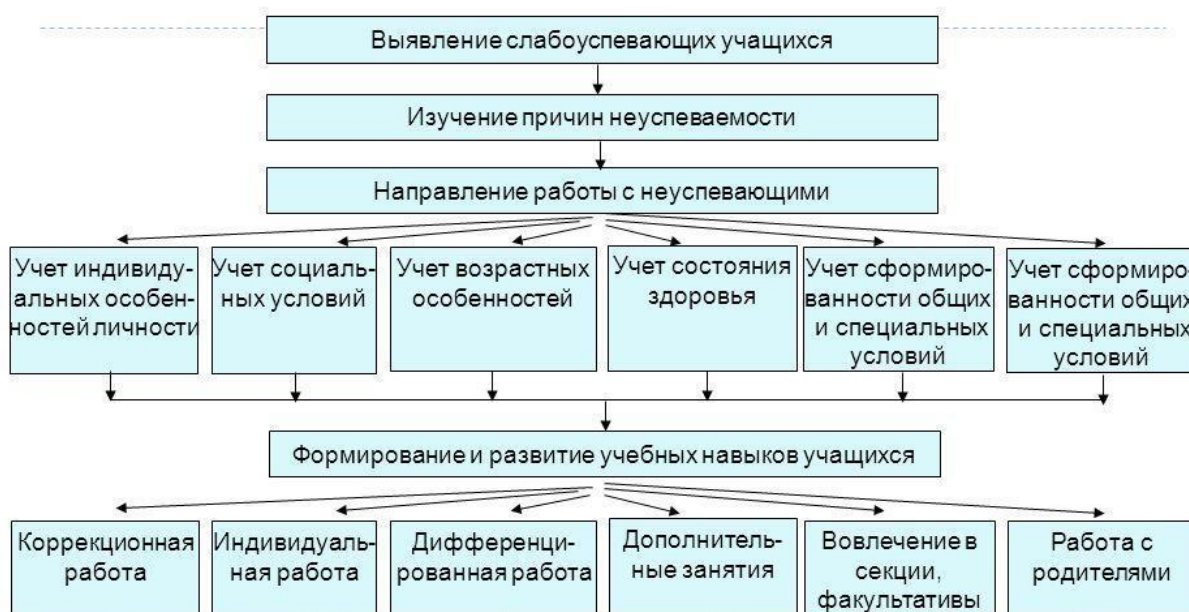 Выявление слабоуспевающих учащихся
Изучение причин неуспеваемости
Направление работы с неуспевающими
Учет индивиду-
альных особен-
ностей личности
Учет социаль-
ных условий
Учет возрастных
особенностей
Учет состояния
здоровья
Учет сформиро-
ванности общих
и специальных
условий
Учет сформиро-
ванности общих
и специальных
условий
Формирование и развитие учебных навыков учащихся
Коррекционная
работа
Индивидуаль-
ная работа
Дифференци-
рованная работа
Дополнитель-
ные занятия
Вовлечение в
секции,
факультативы
Работа с
родителями